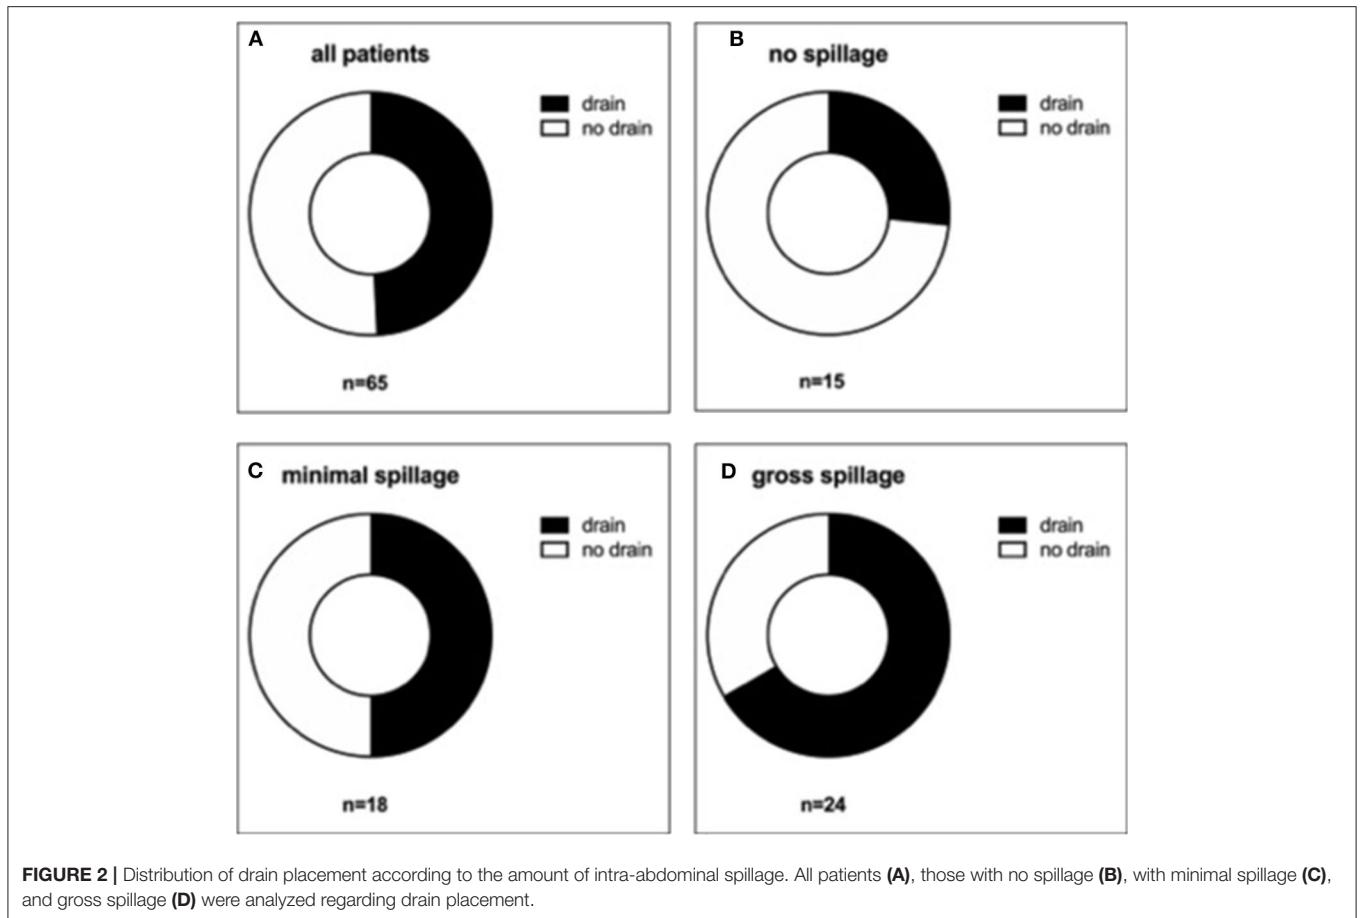 A
all patients
drain
no drain
n=65
B
no spillage
drain
no drain
n=15
C
minimal spillage
drain
no drain
n=18
D
gross spillage
drain
no drain
n=24
FIGURE 2 | Distribution of drain placement according to the amount of intra-abdominal spillage. All patients (A), those with no spillage (B), with minimal spillage (C),
and gross spillage (D) were analyzed regarding drain placement.